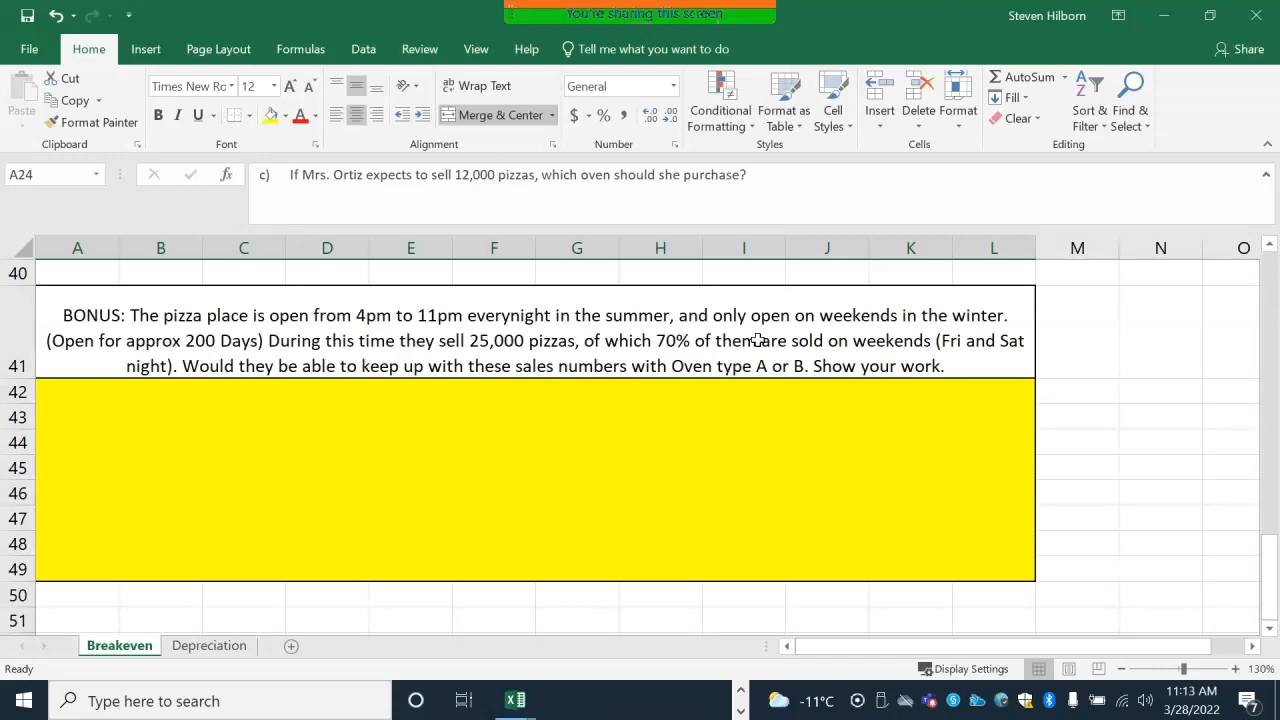 You're sharing this screen
Steven Hilborn
File Home Insert Page Layout Formulas Data Review View Help Tell me what you want to do Share
Paste
Cut
Copy
Format Painter
Clipboard
Times New Ro 12
B I U
Font
Wrap Text
Merge & Center
Alignment
General
$ % ,
Number
Conditional Formatting
Format as Table
Cell Styles
Styles
Insert
Delete
Format
Cells
AutoSum
Fill
Clear
Sort & Filter
Find & Select
Editing
A24
fx
c) If Mrs. Ortiz expects to sell 12,000 pizzas, which oven should she purchase?
A B C D E F G H I J K L M N O
40
41
BONUS: The pizza place is open from 4pm to 11pm everynight in the summer, and only open on weekends in the winter.
(Open for approx 200 Days) During this time they sell 25,000 pizzas, of which 70% of them are sold on weekends (Fri and Sat
night). Would they be able to keep up with these sales numbers with Oven type A or B. Show your work.
42
43
44
45
46
47
48
49
50
51
Breakeven Depreciation
Ready
Display Settings
130%
Type here to search
-11°C
11:13 AM
3/28/2022
7